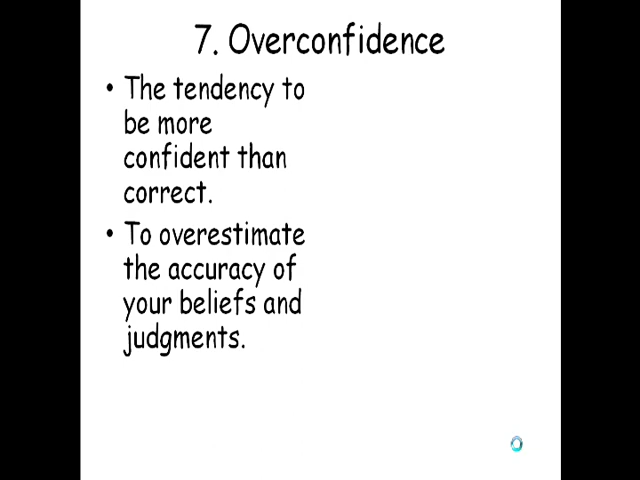 7. Overconfidence
• The tendency to
be more
confident than
correct.
• To overestimate
the accuracy of
your beliefs and
judgments.